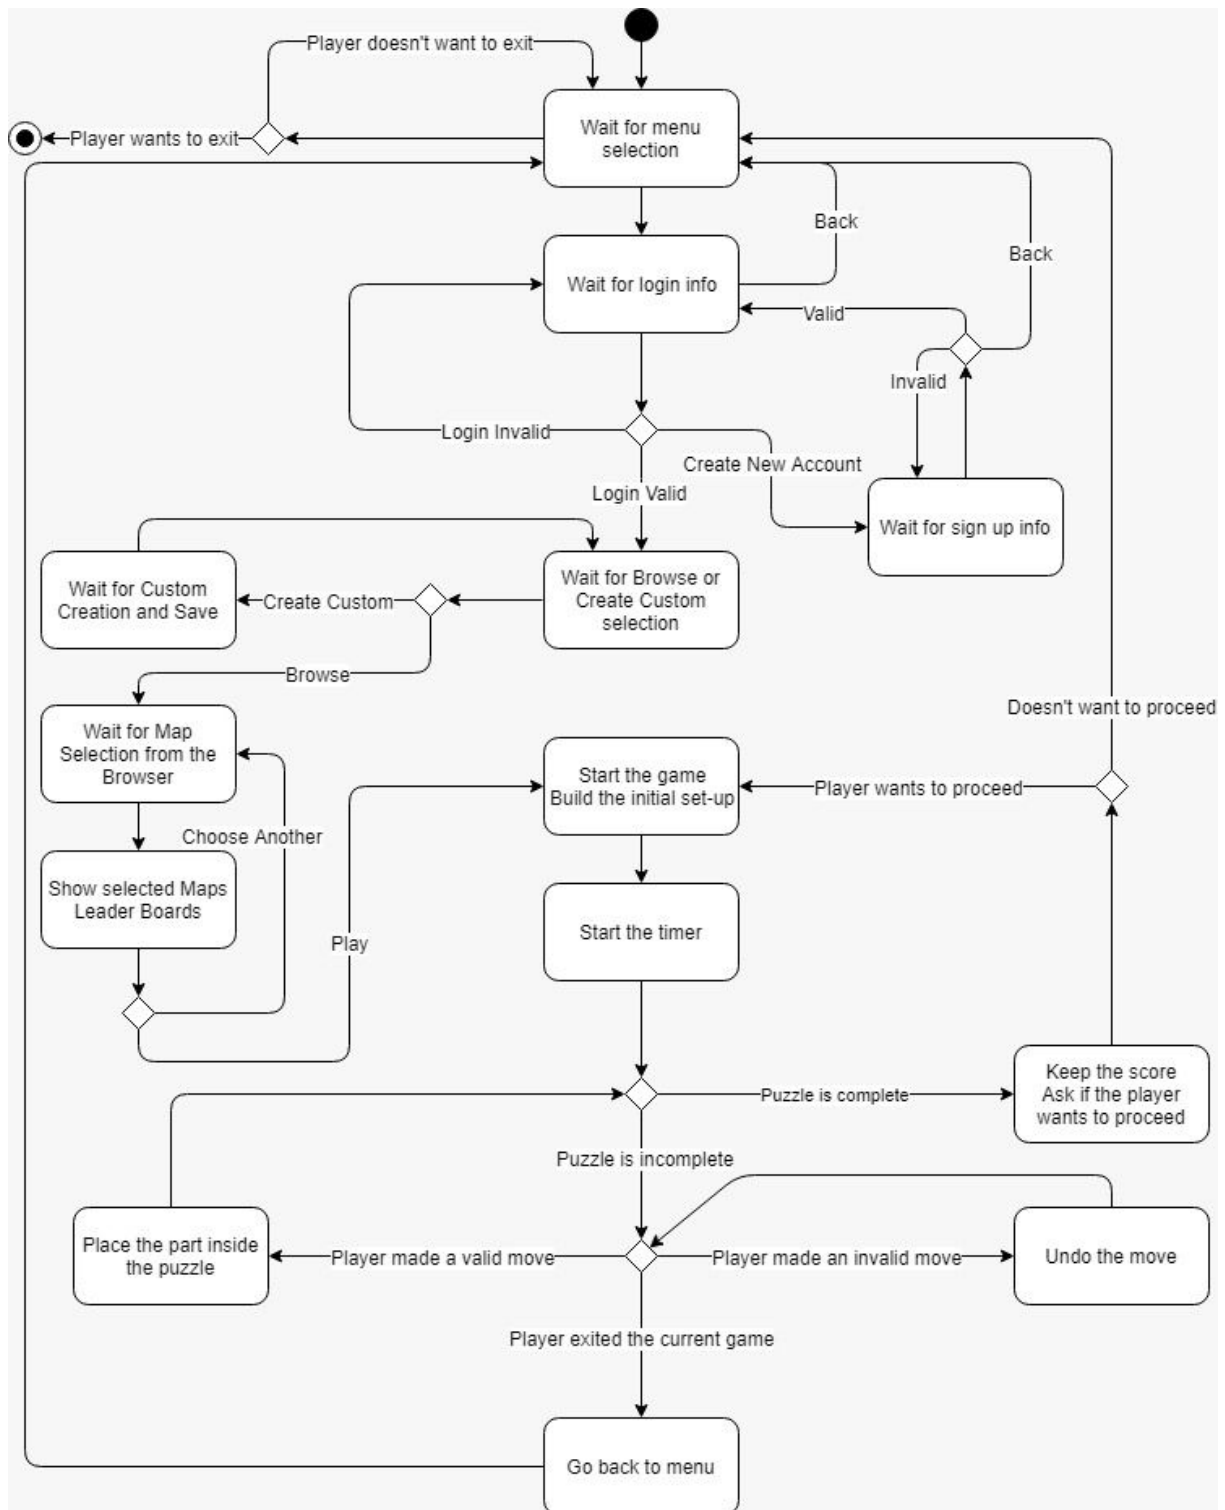 Player doesn't want to exit
Wait for menu
selection
Player wants to exit
Back
Back
Wait for login info
Valid
Invalid
Login Invalid
Create New Account
Login Valid
Wait for sign up info
Wait for Custom
Creation and Save
Create Custom
Wait for Browse or
Create Custom
selection
Browse
Wait for Map
Selection from the
Browser
Doesn't want to proceed
Start the game
Build the initial set-up
Player wants to proceed
Choose Another
Show selected Maps
Leader Boards
Play
Start the timer
Keep the score
Ask if the player
wants to proceed
Puzzle is complete
Puzzle is incomplete
Place the part inside
the puzzle
Player made a valid move
Player made an invalid move
Undo the move
Player exited the current game
Go back to menu